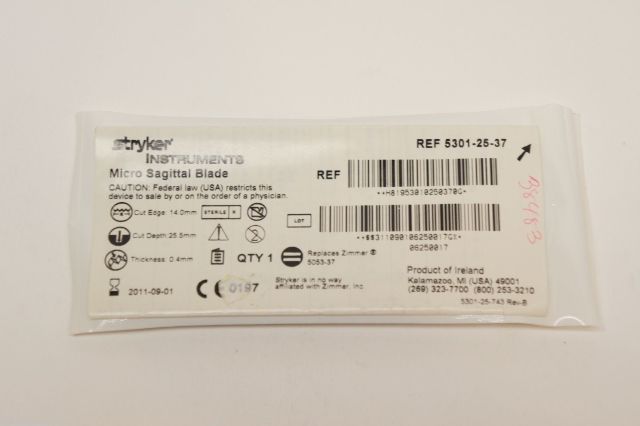 stryker
INSTRUMENTS
REF 5301-25-37
Micro Sagittal Blade
REF
**H81953010250370G*
CAUTION: Federal law (USA) restricts this
device to sale by or on the order of a physician.
Cut Edge: 14.0mm
STERILE R
2
LOT
06250017
Cut Depth: 25.5mm
QTY 1
Replaces Zimmer ®
5053-37
Thickness: 0.4mm
Product of Ireland
Kalamazoo, MI (USA) 49001
(269) 323-7700 (800) 253-3210
2011-09-01
CE 0197
Stryker is in no way
affiliated with Zimmer, Inc.
5301-25-743 Rev-B